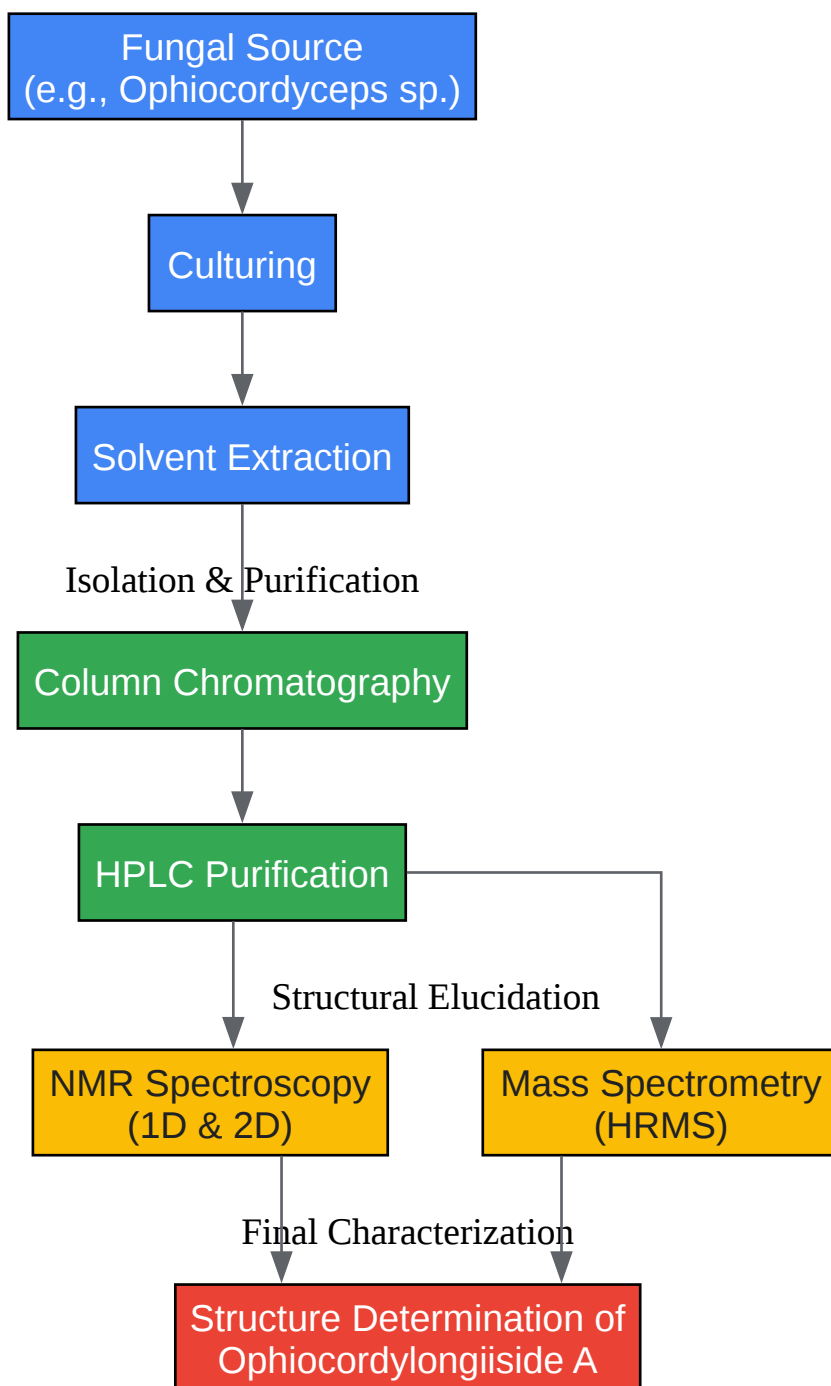 Fungal Source
(e.g., Ophiocordyceps sp.)
Culturing
Solvent Extraction
Isolation & Purification
Column Chromatography
HPLC Purification
Structural Elucidation
NMR Spectroscopy
(1D & 2D)
Mass Spectrometry
(HRMS)
Final Characterization
Structure Determination of
Ophiocordylongiiside A